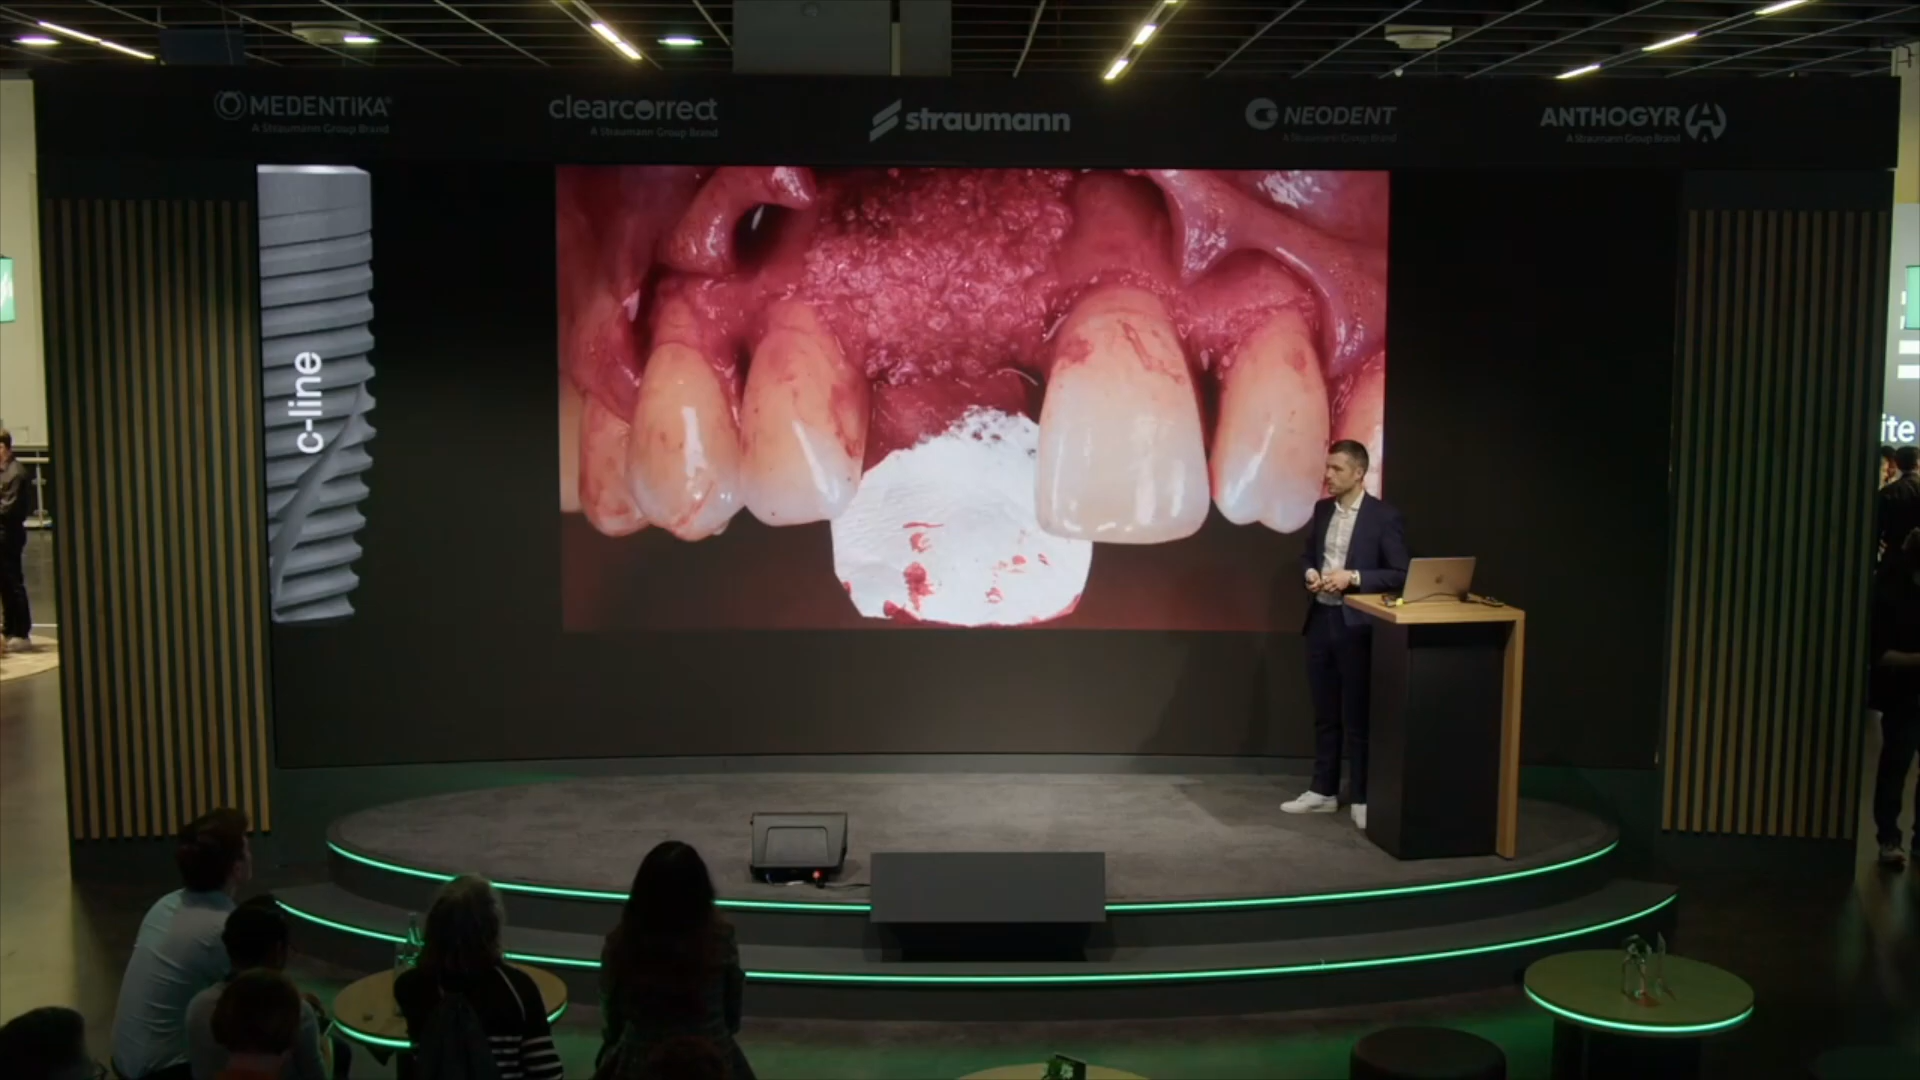 MEDENTIKA®
A Straumann Group Brand
clearcorrect
A Straumann Group Brand
straumann
NEODENT
A Straumann Group Brand
ANTHOGYR
A Straumann Group Brand
c-line
ite